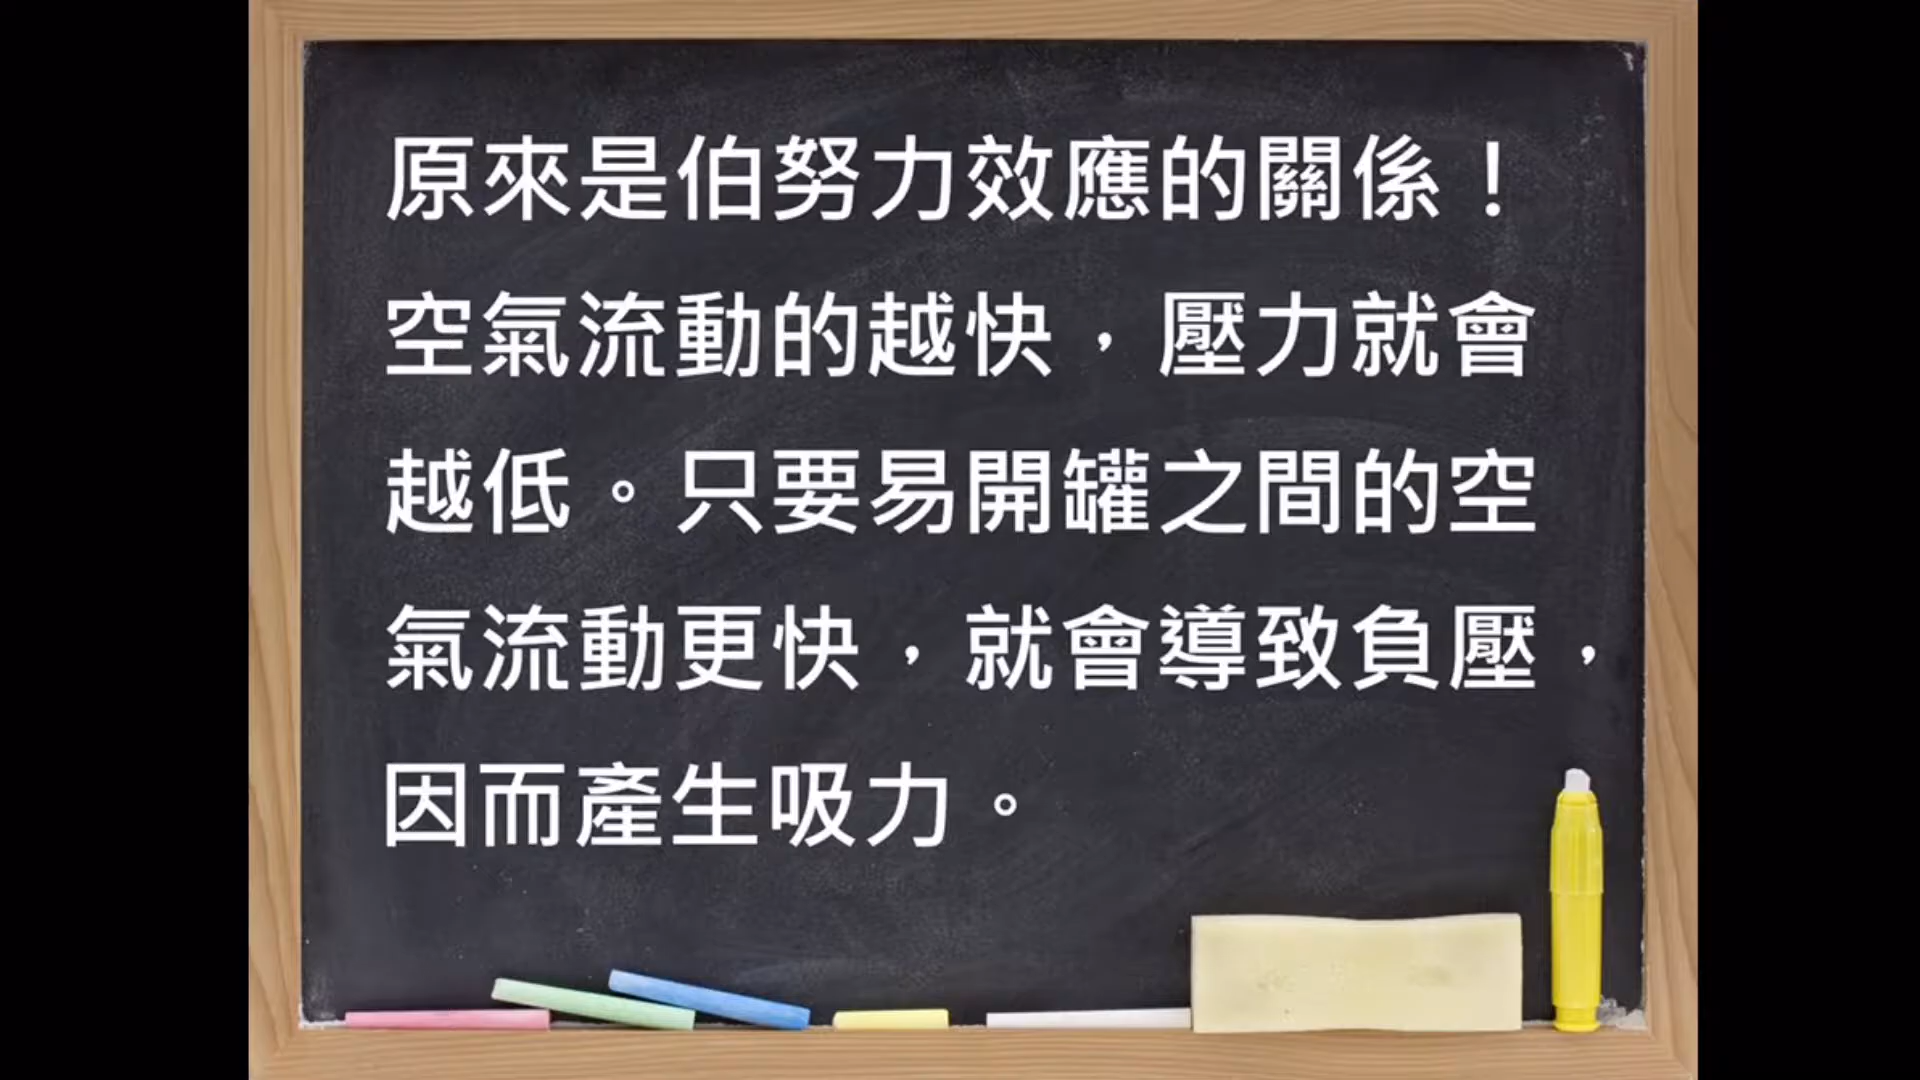 原來是伯努力效應的關係！
空氣流動的越快，壓力就會
越低。只要易開罐之間的空
氣流動更快，就會導致負壓，
因而產生吸力。